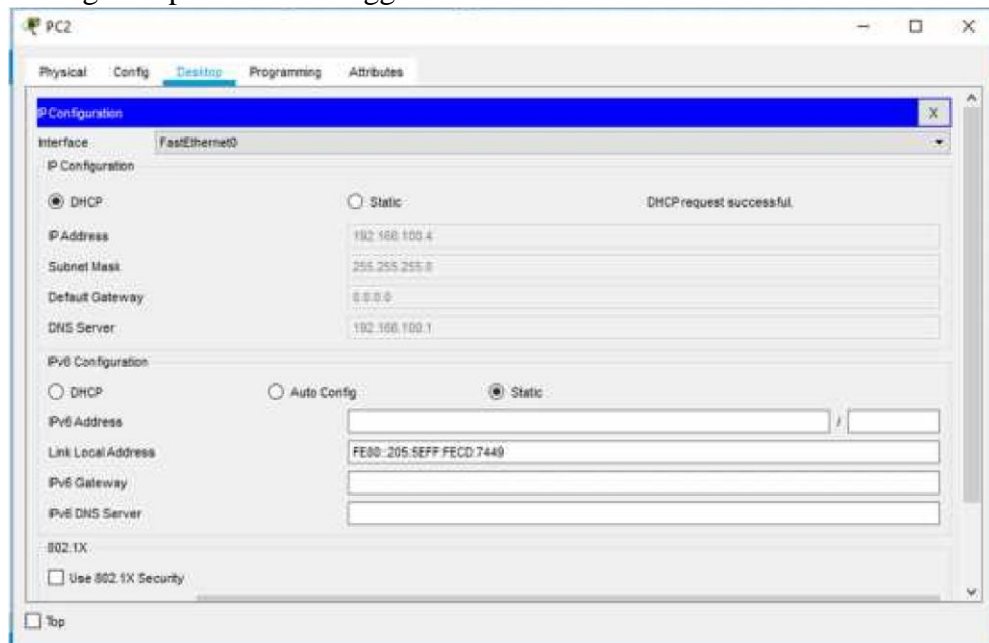 PC2
Physical Config Desktop Programming Attributes
IP Configuration X
Interface FastEthernet0
IP Configuration
DHCP Static DHCP request successful.
IP Address 192.168.100.4
Subnet Mask 255.255.255.0
Default Gateway 0.0.0.0
DNS Server 192.168.100.1
IPv6 Configuration
DHCP Auto Config Static
IPv6 Address /
Link Local Address FE80::205:5EFF:FECD:7449
IPv6 Gateway
IPv6 DNS Server
802.1X
Use 802.1X Security
Top